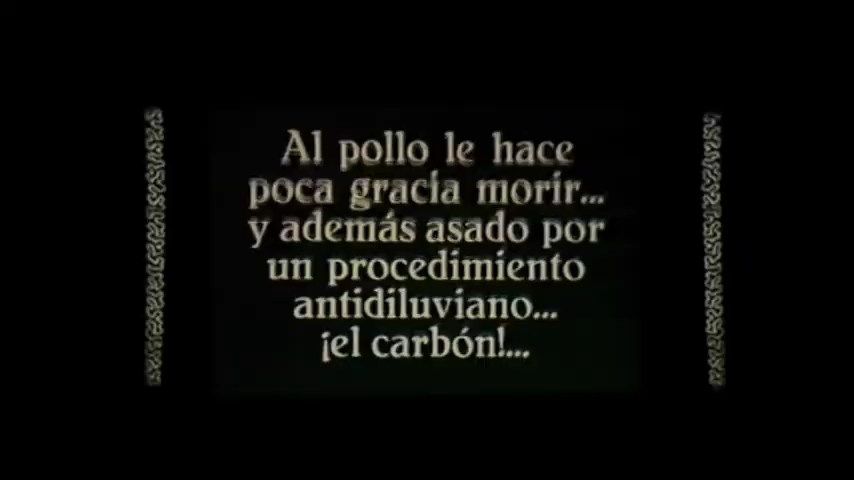 Al pollo le hace
poca gracia morir...
y además asado por
un procedimiento
antidiluviano...
¡el carbón!...